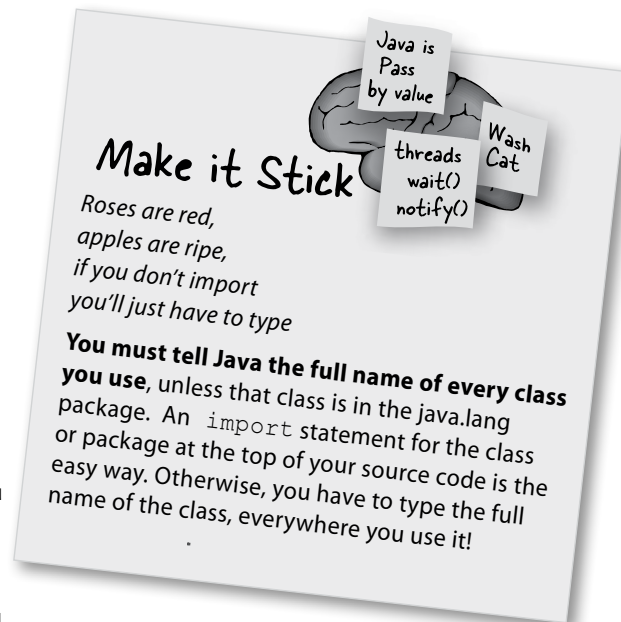 Java is
Pass
by value
Wash
Cat
threads
wait()
notify()
Make it Stick
Roses are red,
apples are ripe,
if you don't import
you'll just have to type
You must tell Java the full name of every class
you use, unless that class is in the java.lang
package. An import statement for the class
or package at the top of your source code is the
easy way. Otherwise, you have to type the full
name of the class, everywhere you use it!
.